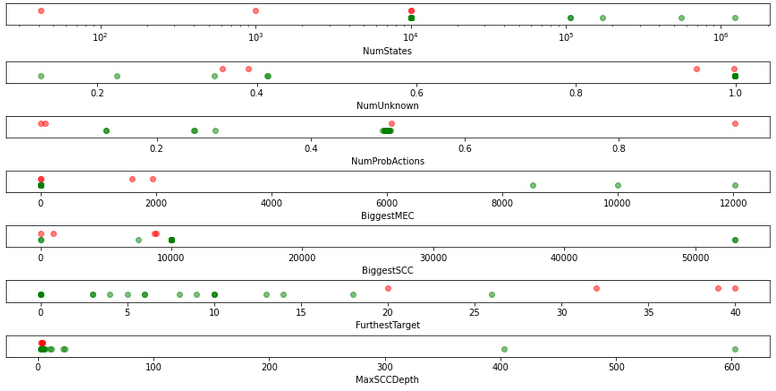 10² 10³ 10⁴ 10⁵ 10⁶
NumStates
0.2 0.4 0.6 0.8 1.0
NumUnknown
0.2 0.4 0.6 0.8
NumProbActions
0 2000 4000 6000 8000 10000 12000
BiggestMEC
0 10000 20000 30000 40000 50000
BiggestSCC
0 5 10 15 20 25 30 35 40
FurthestTarget
0 100 200 300 400 500 600
MaxSCCDepth